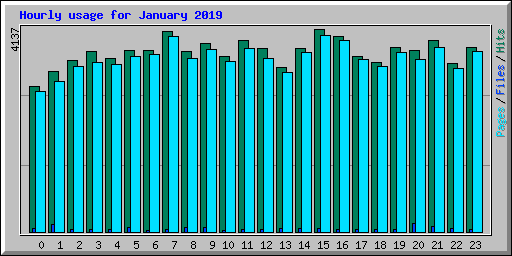 Hourly usage for January 2019
4137
Pages/Files/Hits
0 1 2 3 4 5 6 7 8 9 10 11 12 13 14 15 16 17 18 19 20 21 22 23